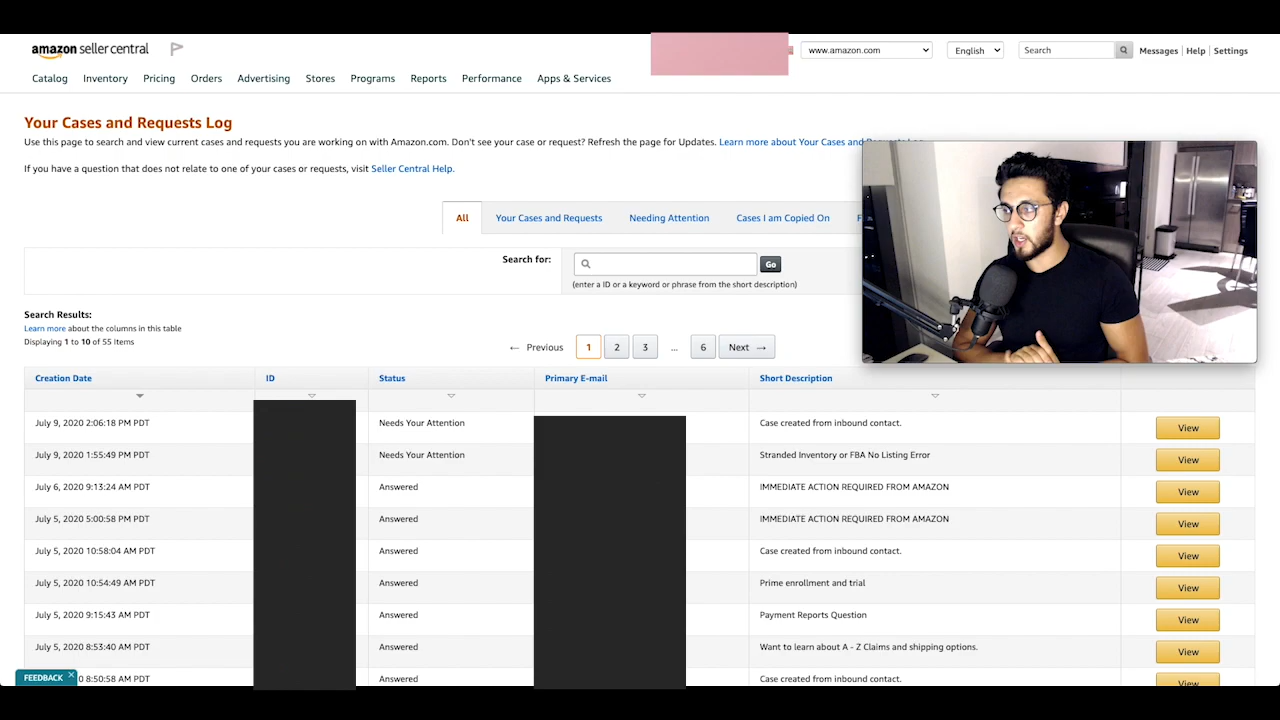 amazon seller central
www.amazon.com
English
Search
Messages | Help | Settings
Catalog Inventory Pricing Orders Advertising Stores Programs Reports Performance Apps & Services
Your Cases and Requests Log
Use this page to search and view current cases and requests you are working on with Amazon.com. Don't see your case or request? Refresh the page for Updates. Learn more about Your Cases and Requests Log
If you have a question that does not relate to one of your cases or requests, visit Seller Central Help.
All Your Cases and Requests Needing Attention Cases I am Copied On
Search for:
Go
(enter a ID or a keyword or phrase from the short description)
Search Results:
Learn more about the columns in this table
Displaying 1 to 10 of 55 Items
← Previous 1 2 3 ... 6 Next →
Creation Date ID Status Primary E-mail Short Description
July 9, 2020 2:06:18 PM PDT Needs Your Attention Case created from inbound contact. View
July 9, 2020 1:55:49 PM PDT Needs Your Attention Stranded Inventory or FBA No Listing Error View
July 6, 2020 9:13:24 AM PDT Answered IMMEDIATE ACTION REQUIRED FROM AMAZON View
July 5, 2020 5:00:58 PM PDT Answered IMMEDIATE ACTION REQUIRED FROM AMAZON View
July 5, 2020 10:58:04 AM PDT Answered Case created from inbound contact. View
July 5, 2020 10:54:49 AM PDT Answered Prime enrollment and trial View
July 5, 2020 9:15:43 AM PDT Answered Payment Reports Question View
July 5, 2020 8:53:40 AM PDT Answered Want to learn about A - Z Claims and shipping options. View
0 8:50:58 AM PDT Answered Case created from inbound contact. View
FEEDBACK